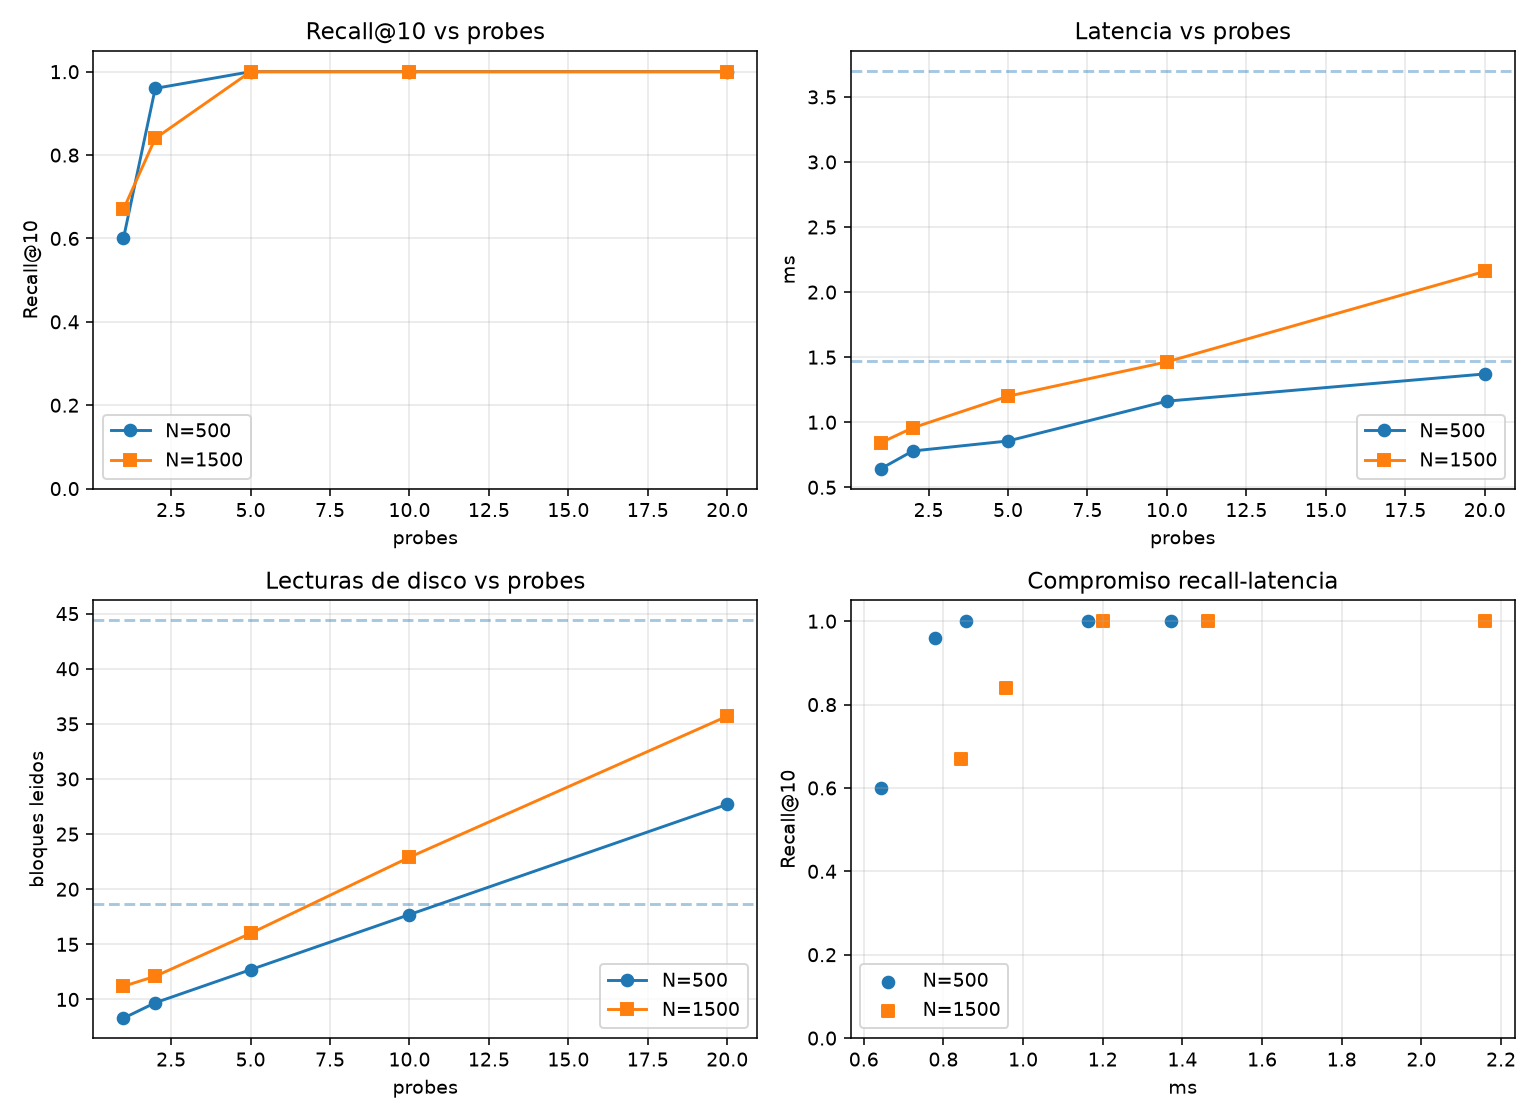 Recall@10 vs probes
Recall@10
1.0
0.8
0.6
0.4
0.2
0.0
2.5 5.0 7.5 10.0 12.5 15.0 17.5 20.0
probes
N=500
N=1500
Latencia vs probes
ms
3.5
3.0
2.5
2.0
1.5
1.0
0.5
2.5 5.0 7.5 10.0 12.5 15.0 17.5 20.0
probes
N=500
N=1500
Lecturas de disco vs probes
bloques leidos
45
40
35
30
25
20
15
10
2.5 5.0 7.5 10.0 12.5 15.0 17.5 20.0
probes
N=500
N=1500
Compromiso recall-latencia
Recall@10
1.0
0.8
0.6
0.4
0.2
0.0
0.6 0.8 1.0 1.2 1.4 1.6 1.8 2.0 2.2
ms
N=500
N=1500